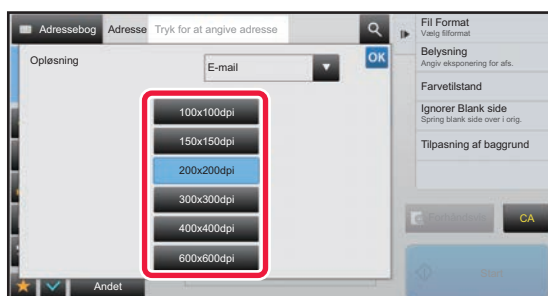 Adressebog
Adresse
Tryk for at angive adresse
Fil Format
Vælg filformat
Belysning
Angiv eksponering for afs.
Farvetilstand
Ignorer Blank side
Spring blank side over i orig.
Tilpasning af baggrund
Opløsning
E-mail
OK
100x100dpi
150x150dpi
200x200dpi
300x300dpi
400x400dpi
600x600dpi
CA
Start
Andet